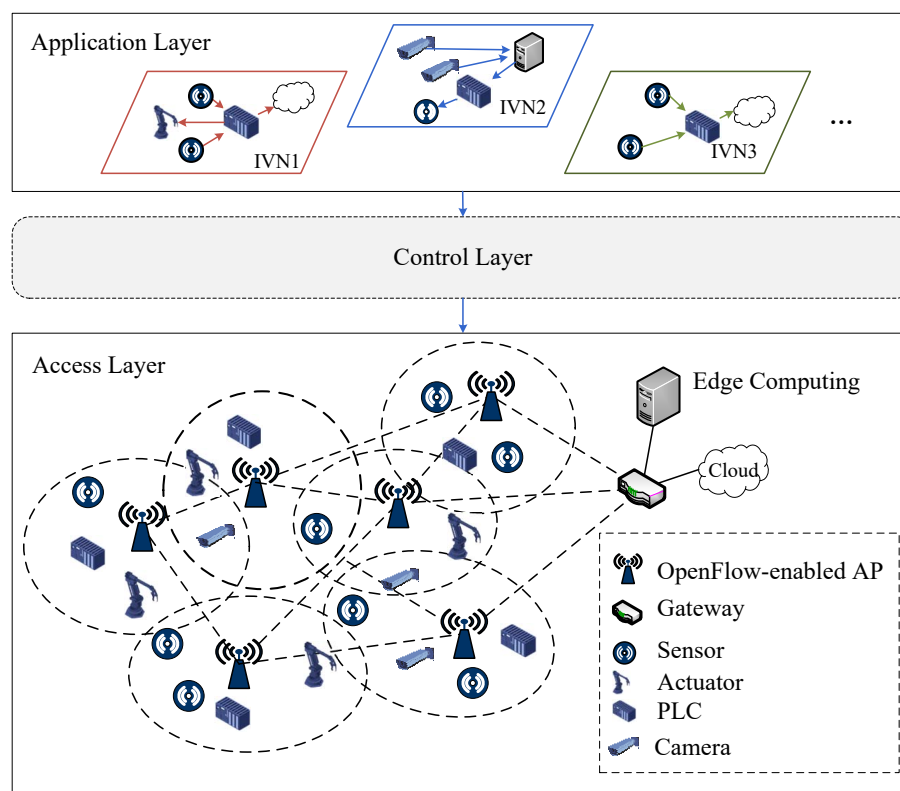 Application Layer
IVN1
IVN2
IVN3
...
Control Layer
Access Layer
Edge Computing
Cloud
OpenFlow-enabled AP
Gateway
Sensor
Actuator
PLC
Camera